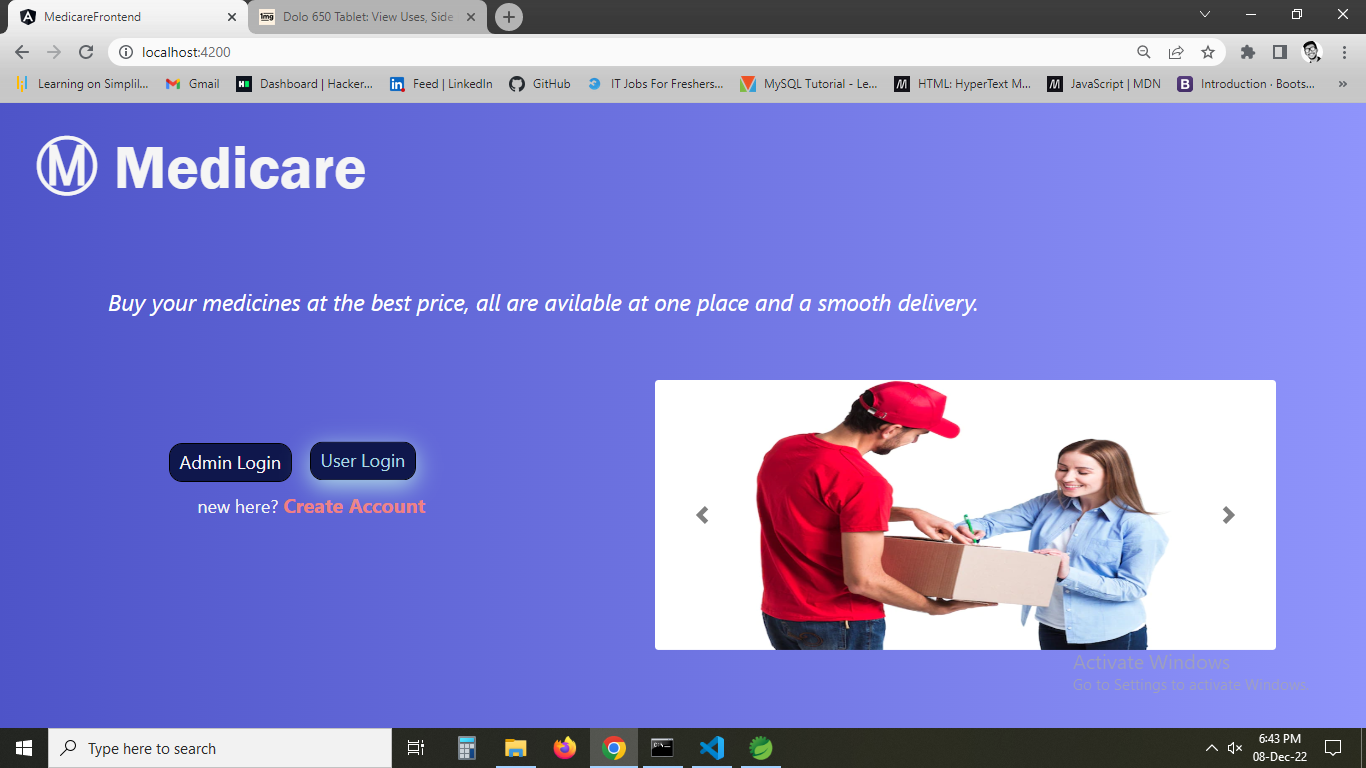 MedicareFrontend
1mg
Dolo 650 Tablet: View Uses, Side
localhost:4200
Learning on Simplil...
Gmail
Dashboard | Hacker...
Feed | LinkedIn
GitHub
IT Jobs For Freshers...
MySQL Tutorial - Le...
HTML: HyperText M...
JavaScript | MDN
Introduction · Boots...
M Medicare
Buy your medicines at the best price, all are avilable at one place and a smooth delivery.
Admin Login
User Login
new here? Create Account
Activate Windows
Go to Settings to activate Windows.
Type here to search
6:43 PM
08-Dec-22